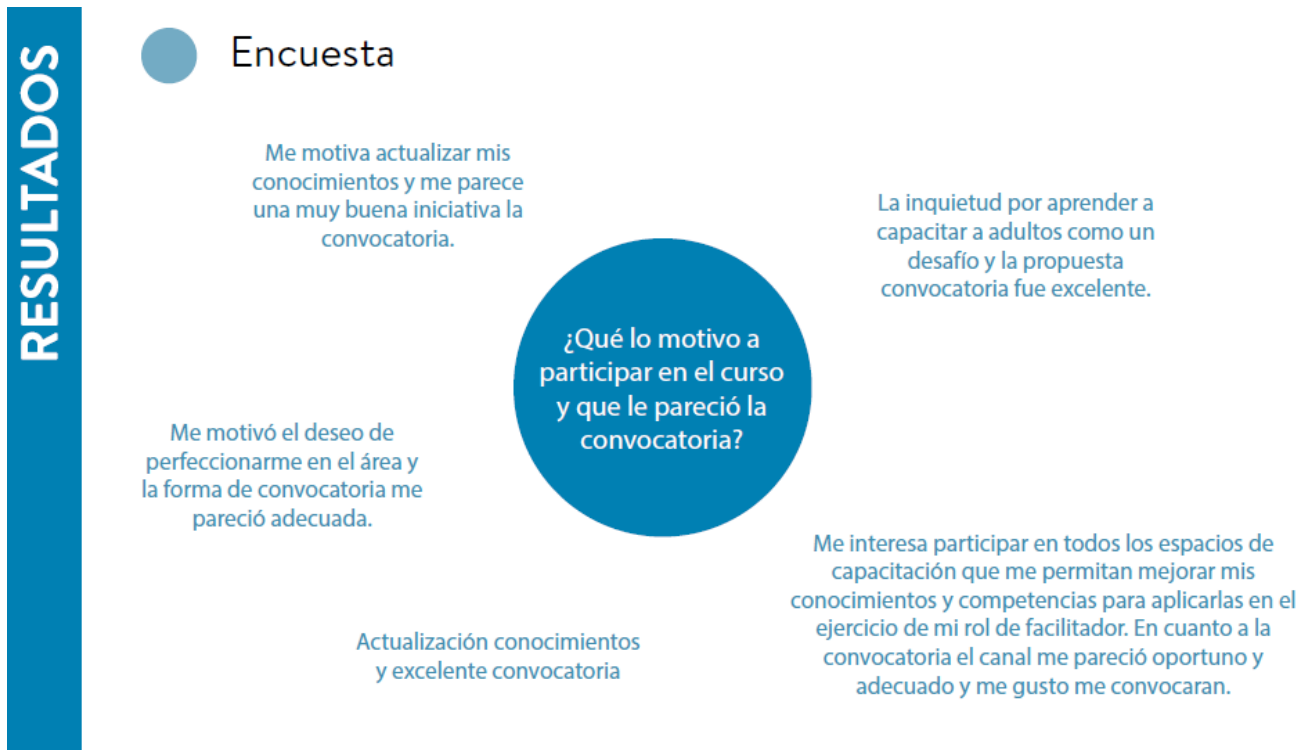 RESULTADOS
Encuesta
Me motiva actualizar mis
conocimientos y me parece
una muy buena iniciativa la
convocatoria.
La inquietud por aprender a
capacitar a adultos como un
desafío y la propuesta
convocatoria fue excelente.
¿Qué lo motivo a
participar en el curso
y que le pareció la
convocatoria?
Me motivó el deseo de
perfeccionarme en el área y
la forma de convocatoria me
pareció adecuada.
Me interesa participar en todos los espacios de
capacitación que me permitan mejorar mis
conocimientos y competencias para aplicarlas en el
ejercicio de mi rol de facilitador. En cuanto a la
convocatoria el canal me pareció oportuno y
adecuado y me gusto me convocaran.
Actualización conocimientos
y excelente convocatoria